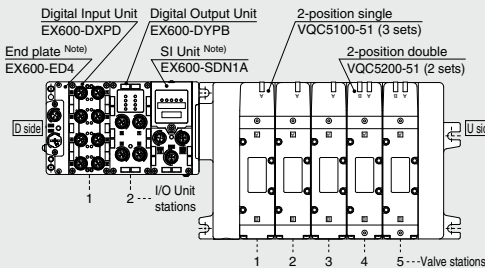 Digital Input Unit
EX600-DXPD
Digital Output Unit
EX600-DYPB
2-position single
VQC5100-51 (3 sets)
End plate Note)
EX600-ED4
SI Unit Note)
EX600-SDN1A
2-position double
VQC5200-51 (2 sets)
D side
U si
1
2
I/O Unit
stations
1 2 3 4 5
Valve stations